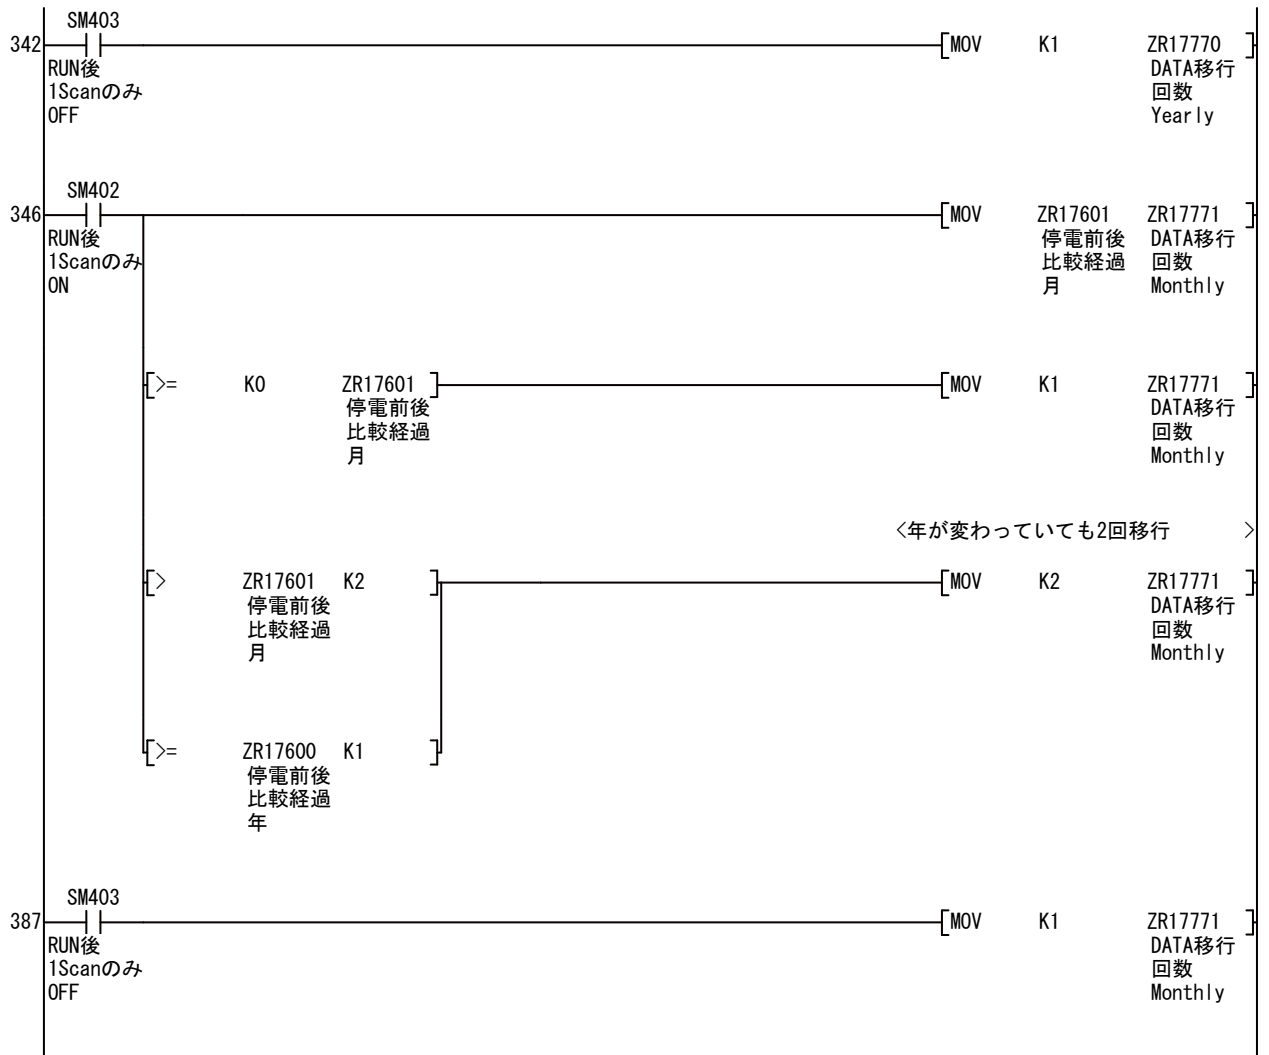 SM403
342 [MOV K1 ZR17770 ]
RUN後 DATA移行
1Scanのみ 回数
OFF Yearly
SM402
346 [MOV ZR17601 ZR17771 ]
RUN後 停電前後 DATA移行
1Scanのみ 比較経過 回数
ON 月 Monthly
[>= K0 ZR17601 ] [MOV K1 ZR17771 ]
停電前後 DATA移行
比較経過 回数
月 Monthly
<年が変わっていても2回移行 >
[> ZR17601 K2 ] [MOV K2 ZR17771 ]
停電前後 DATA移行
比較経過 回数
月 Monthly
[>= ZR17600 K1 ]
停電前後
比較経過
年
SM403
387 [MOV K1 ZR17771 ]
RUN後 DATA移行
1Scanのみ 回数
OFF Monthly